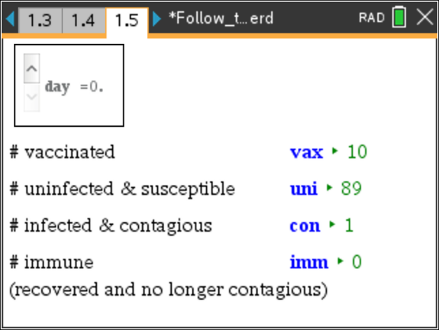 1.3 1.4 1.5 *Follow_t…erd RAD
day =0.
# vaccinated vax ▸ 10
# uninfected & susceptible uni ▸ 89
# infected & contagious con ▸ 1
# immune imm ▸ 0
(recovered and no longer contagious)